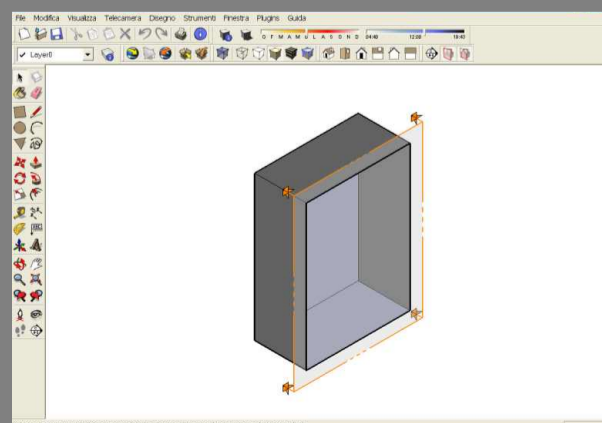 File Modifica Visualizza Telecamera Disegno Strumenti Finestra Plugins Guida
G F M A M J L A S O N D
Layer0